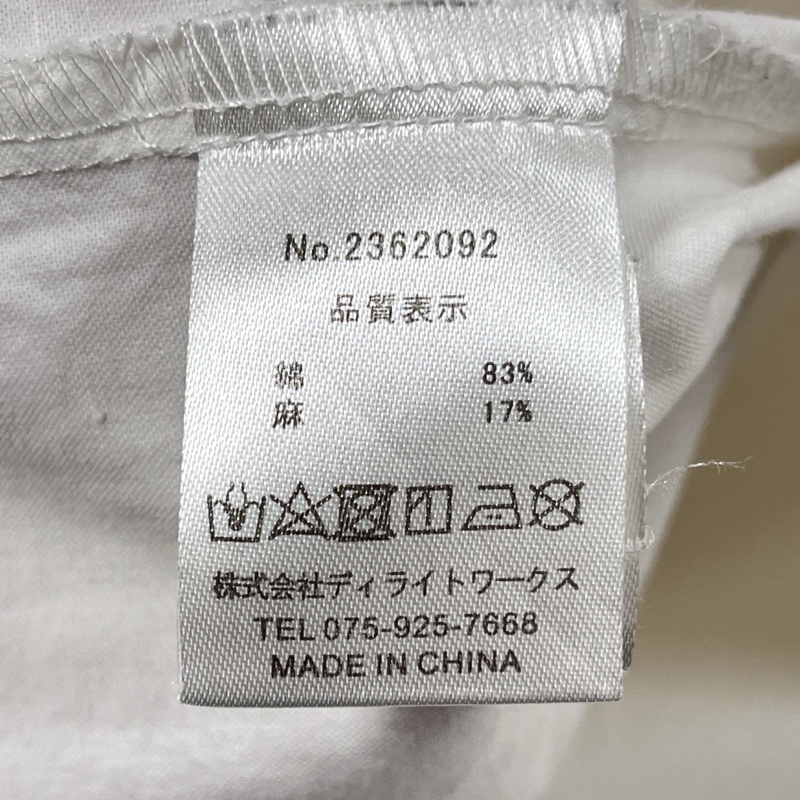 No.2362092
品質表示
綿 83%
麻 17%
株式会社ディライトワークス
TEL 075-925-7668
MADE IN CHINA